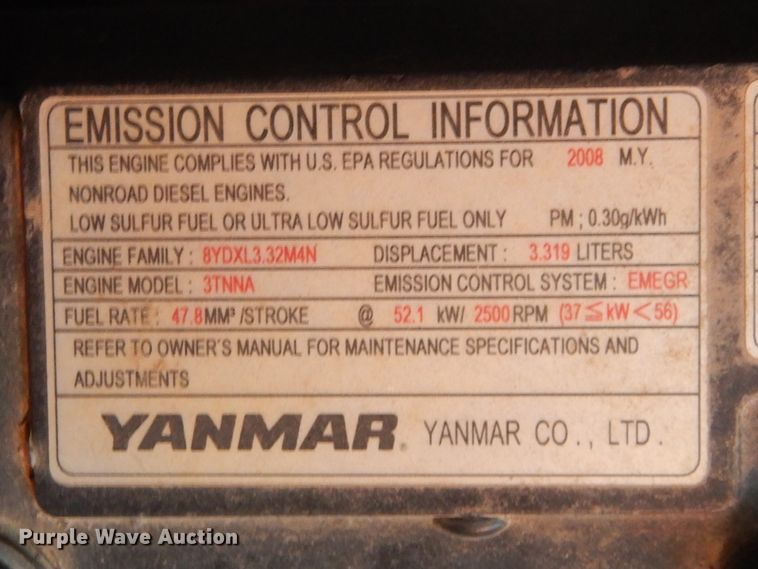 EMISSION CONTROL INFORMATION
THIS ENGINE COMPLIES WITH U.S. EPA REGULATIONS FOR 2008 M.Y.
NONROAD DIESEL ENGINES.
LOW SULFUR FUEL OR ULTRA LOW SULFUR FUEL ONLY PM ; 0.30g/kWh
ENGINE FAMILY : 8YDXL3.32M4N DISPLACEMENT : 3.319 LITERS
ENGINE MODEL : 3TNNA EMISSION CONTROL SYSTEM : EMEGR
FUEL RATE : 47.8 MM³ /STROKE @ 52.1 kW/ 2500 RPM (37 ≦ kW < 56)
REFER TO OWNER'S MANUAL FOR MAINTENANCE SPECIFICATIONS AND
ADJUSTMENTS
YANMAR. YANMAR CO., LTD.
Purple Wave Auction